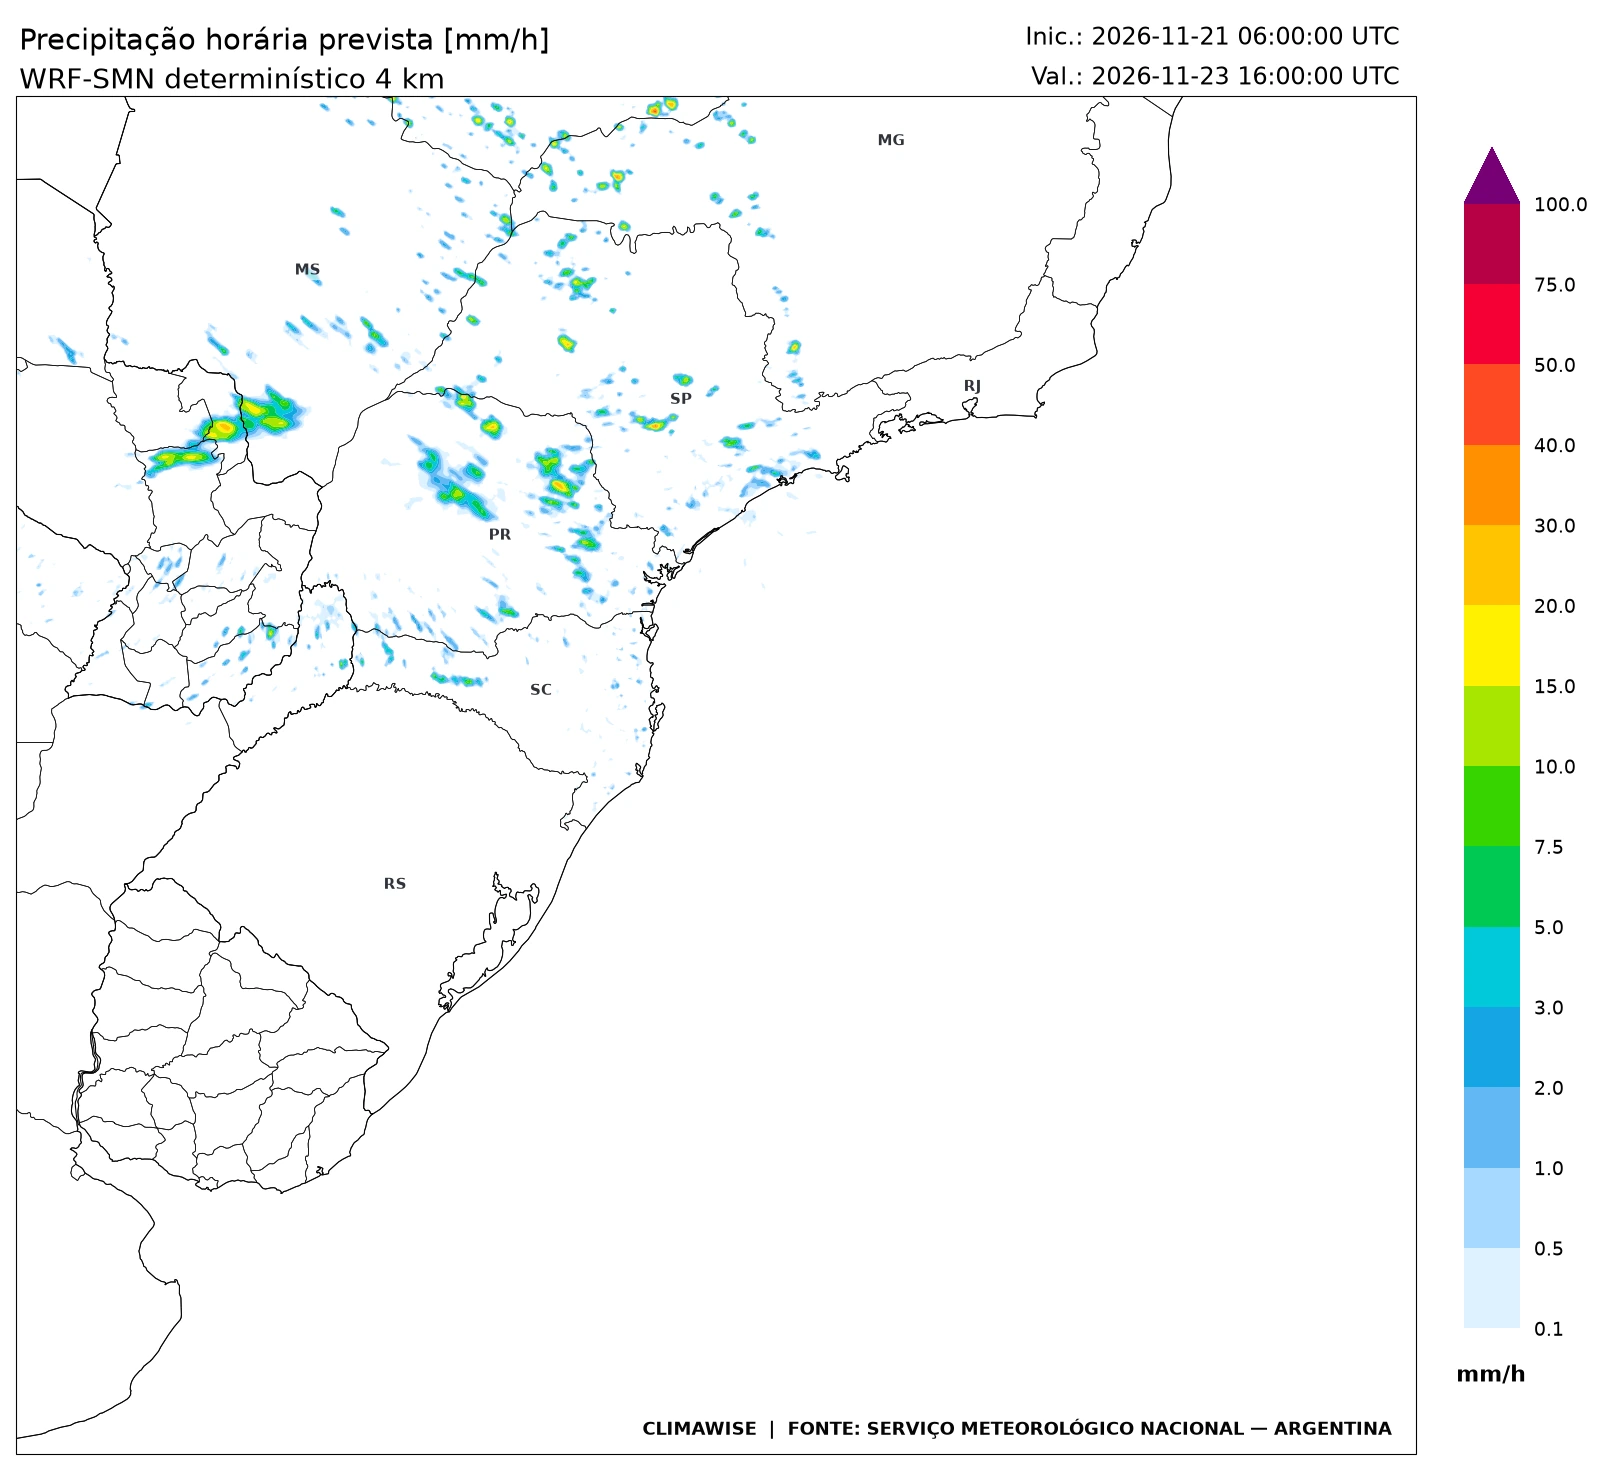 Precipitação horária prevista [mm/h]
WRF-SMN determinístico 4 km
Inic.: 2026-11-21 06:00:00 UTC
Val.: 2026-11-23 16:00:00 UTC
MG
MS
RJ
SP
PR
SC
RS
100.0
75.0
50.0
40.0
30.0
20.0
15.0
10.0
7.5
5.0
3.0
2.0
1.0
0.5
0.1
mm/h
CLIMAWISE | FONTE: SERVIÇO METEOROLÓGICO NACIONAL — ARGENTINA